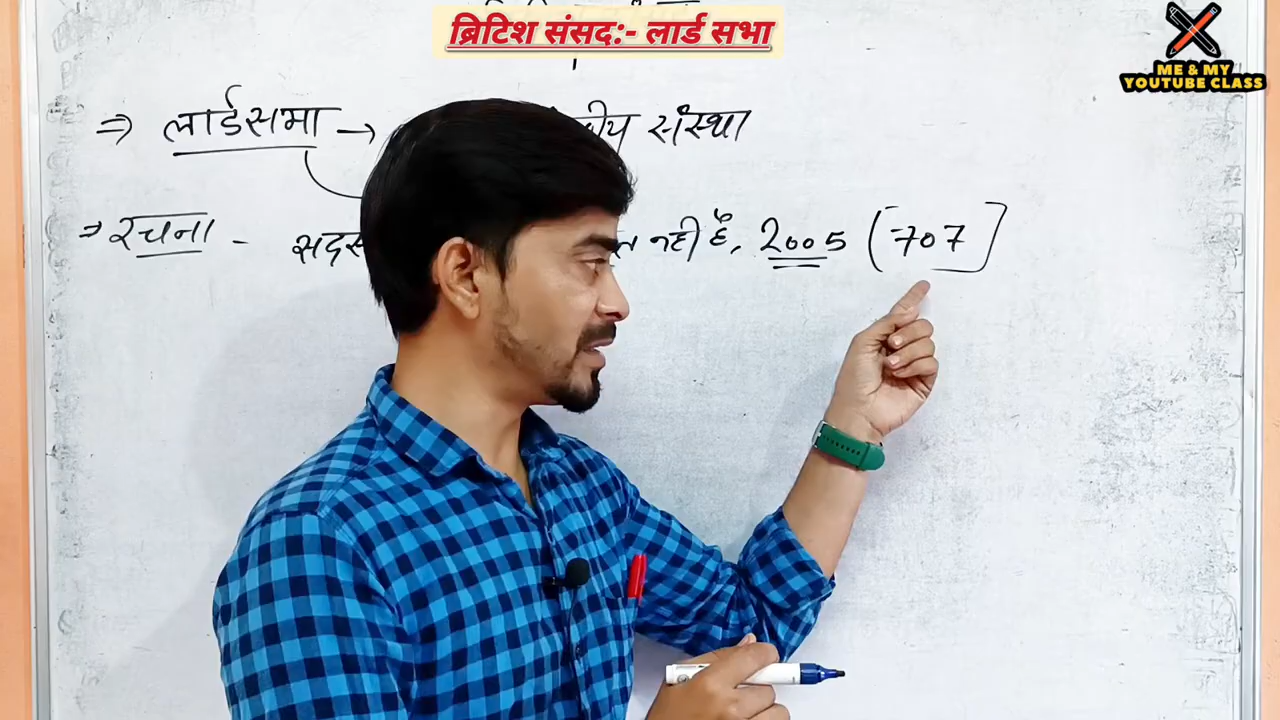 ब्रिटिश संसद:- लार्ड सभा
ME & MY
YOUTUBE CLASS
⇒ लार्डसभा → संस्था
⇒ रचना - नही है, 2005 (707]